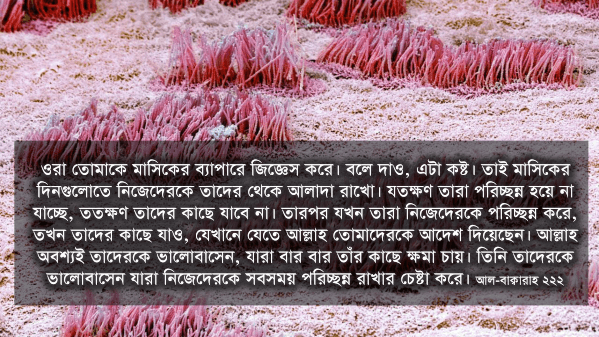 ওরা তোমাকে মাসিকের ব্যাপারে জিজ্ঞেস করে। বলে দাও, এটা কষ্ট। তাই মাসিকের
দিনগুলোতে নিজেদেরকে তাদের থেকে আলাদা রাখো। যতক্ষণ তারা পরিচ্ছন্ন হয়ে না
যাচ্ছে, ততক্ষণ তাদের কাছে যাবে না। তারপর যখন তারা নিজেদেরকে পরিচ্ছন্ন করে,
তখন তাদের কাছে যাও, যেখানে যেতে আল্লাহ তোমাদেরকে আদেশ দিয়েছেন। আল্লাহ
অবশ্যই তাদেরকে ভালোবাসেন, যারা বার বার তাঁর কাছে ক্ষমা চায়। তিনি তাদেরকে
ভালোবাসেন যারা নিজেদেরকে সবসময় পরিচ্ছন্ন রাখার চেষ্টা করে। আল-বাক্বারাহ ২২২